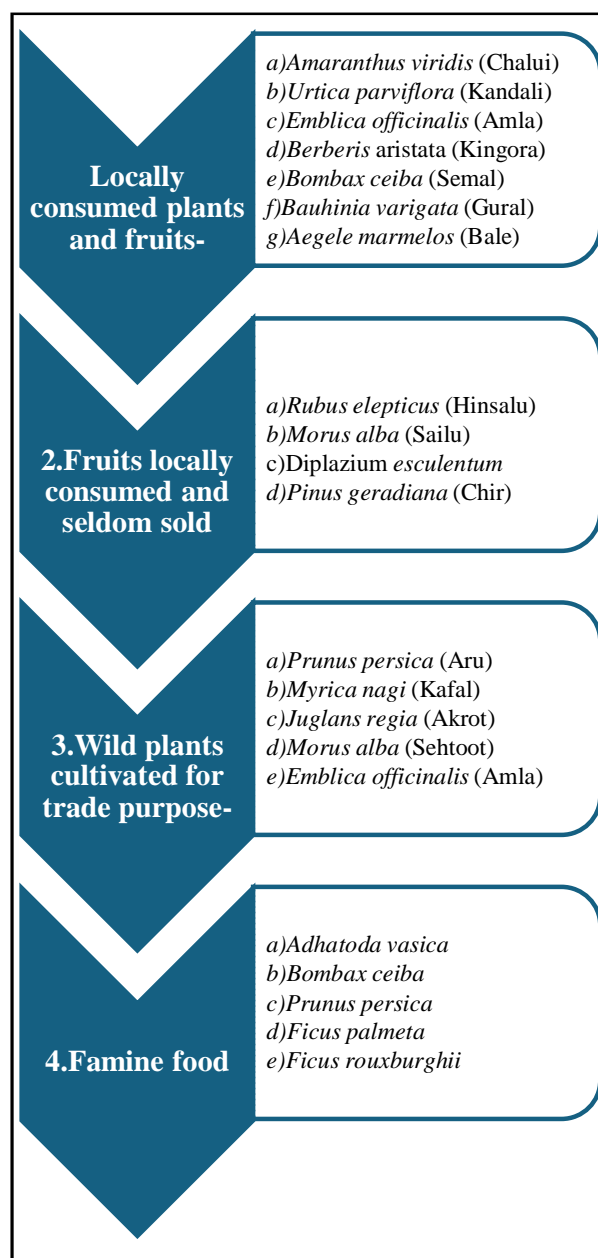 Locally
consumed plants
and fruits-
a)Amaranthus viridis (Chalui)
b)Urtica parviflora (Kandali)
c)Emblica officinalis (Amla)
d)Berberis aristata (Kingora)
e)Bombax ceiba (Semal)
f)Bauhinia varigata (Gural)
g)Aegele marmelos (Bale)
2.Fruits locally
consumed and
seldom sold
a)Rubus elepticus (Hinsalu)
b)Morus alba (Sailu)
c)Diplazium esculentum
d)Pinus geradiana (Chir)
3.Wild plants
cultivated for
trade purpose-
a)Prunus persica (Aru)
b)Myrica nagi (Kafal)
c)Juglans regia (Akrot)
d)Morus alba (Sehtoot)
e)Emblica officinalis (Amla)
4.Famine food
a)Adhatoda vasica
b)Bombax ceiba
c)Prunus persica
d)Ficus palmeta
e)Ficus rouxburghii